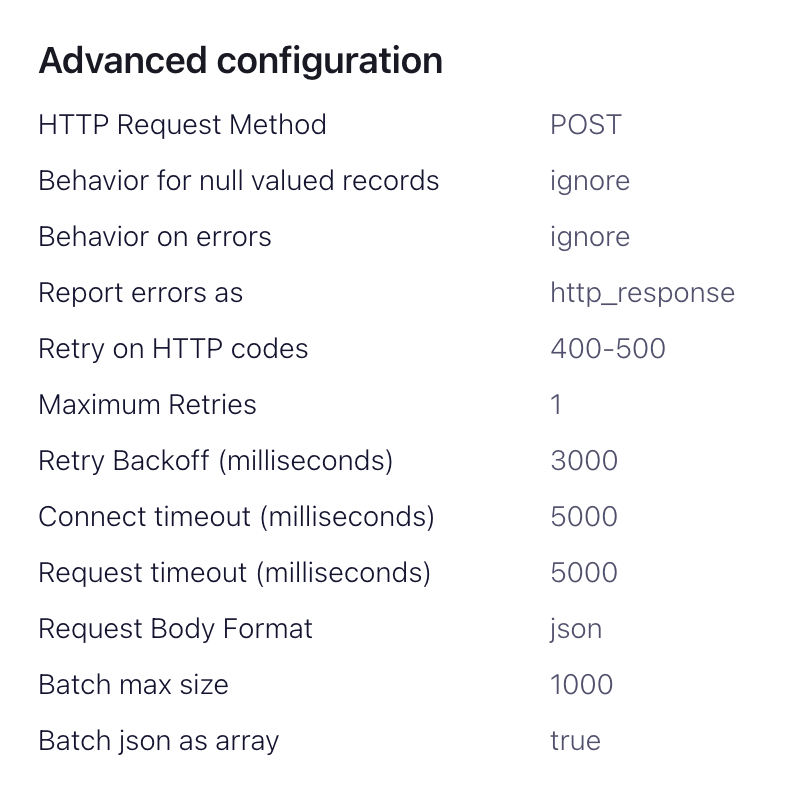 Advanced configuration
HTTP Request Method POST
Behavior for null valued records ignore
Behavior on errors ignore
Report errors as http_response
Retry on HTTP codes 400-500
Maximum Retries 1
Retry Backoff (milliseconds) 3000
Connect timeout (milliseconds) 5000
Request timeout (milliseconds) 5000
Request Body Format json
Batch max size 1000
Batch json as array true